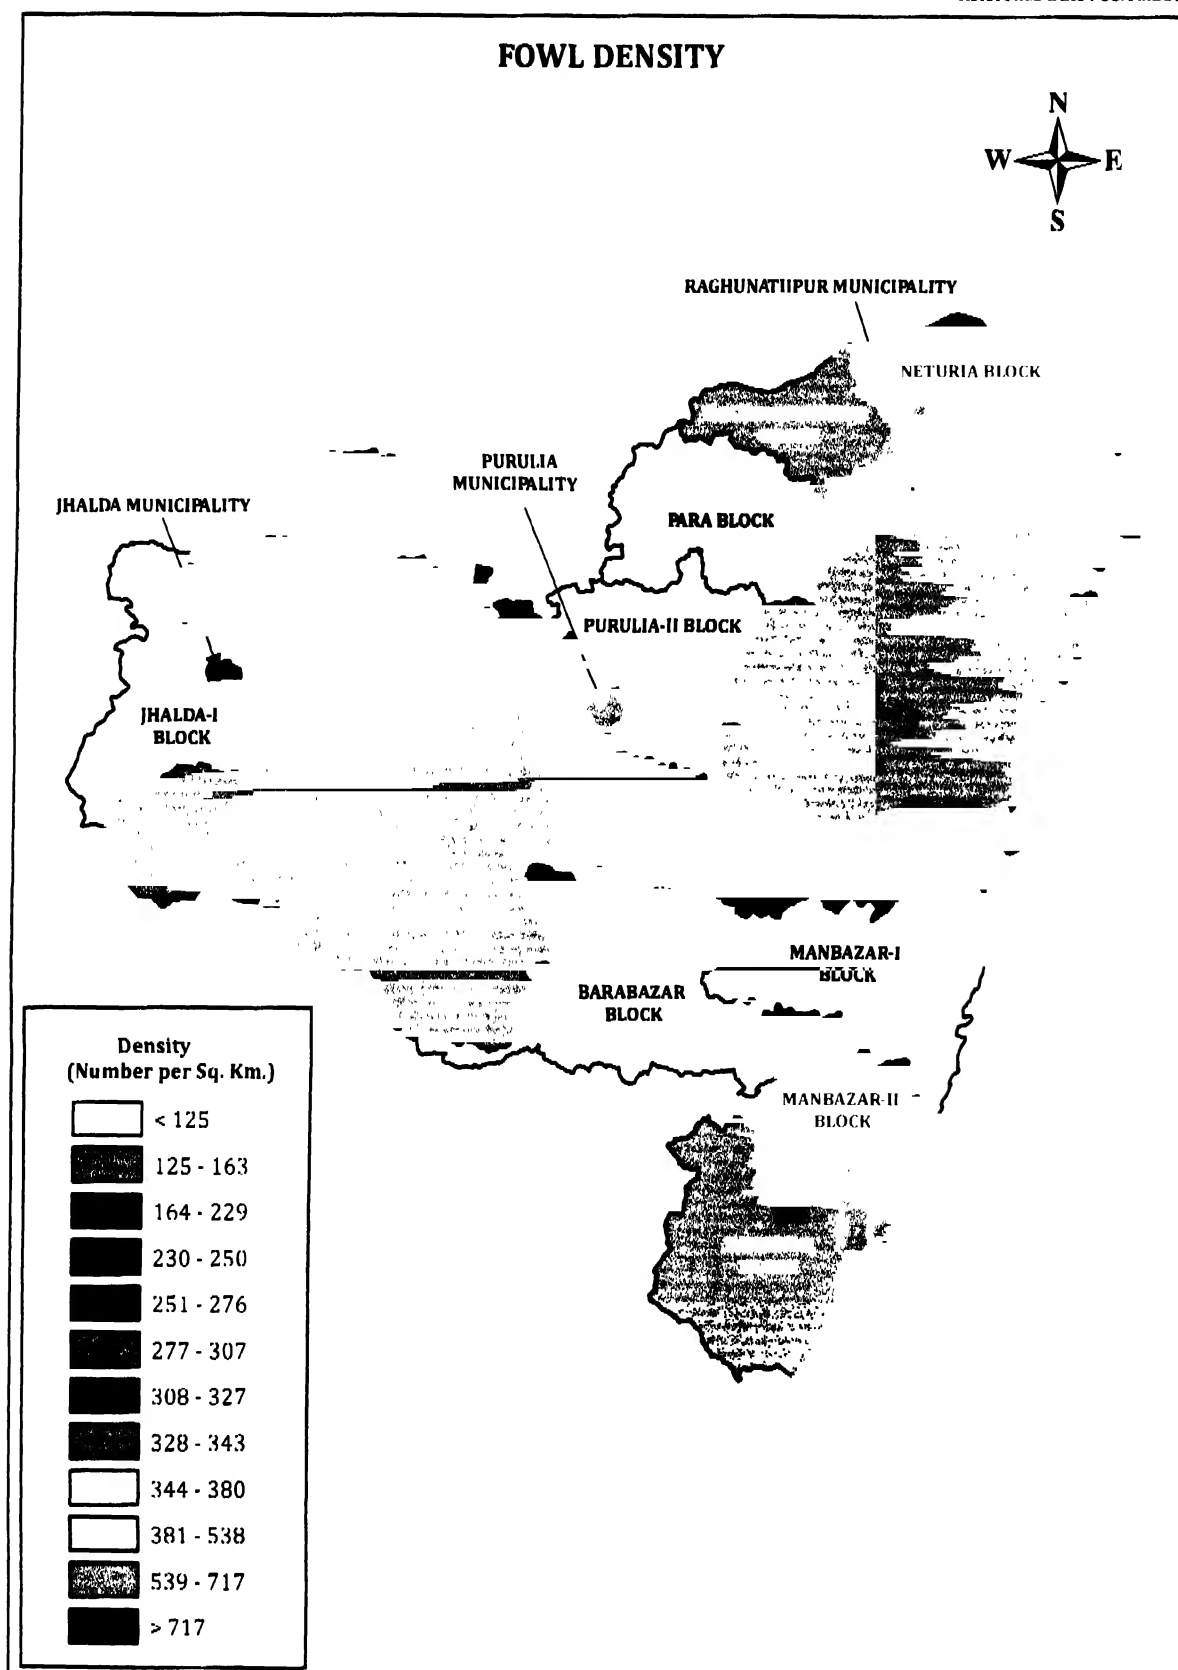 FOWL DENSITY
N
W E
S
RAGHUNATHPUR MUNICIPALITY
NETURIA BLOCK
PURULIA
MUNICIPALITY
JHALDA MUNICIPALITY
PARA BLOCK
PURULIA-II BLOCK
JHALDA-I
BLOCK
MANBAZAR-I
BLOCK
BARABAZAR
BLOCK
MANBAZAR-II
BLOCK
Density
(Number per Sq. Km.)
< 125
125 - 163
164 - 229
230 - 250
251 - 276
277 - 307
308 - 327
328 - 343
344 - 380
381 - 538
539 - 717
> 717